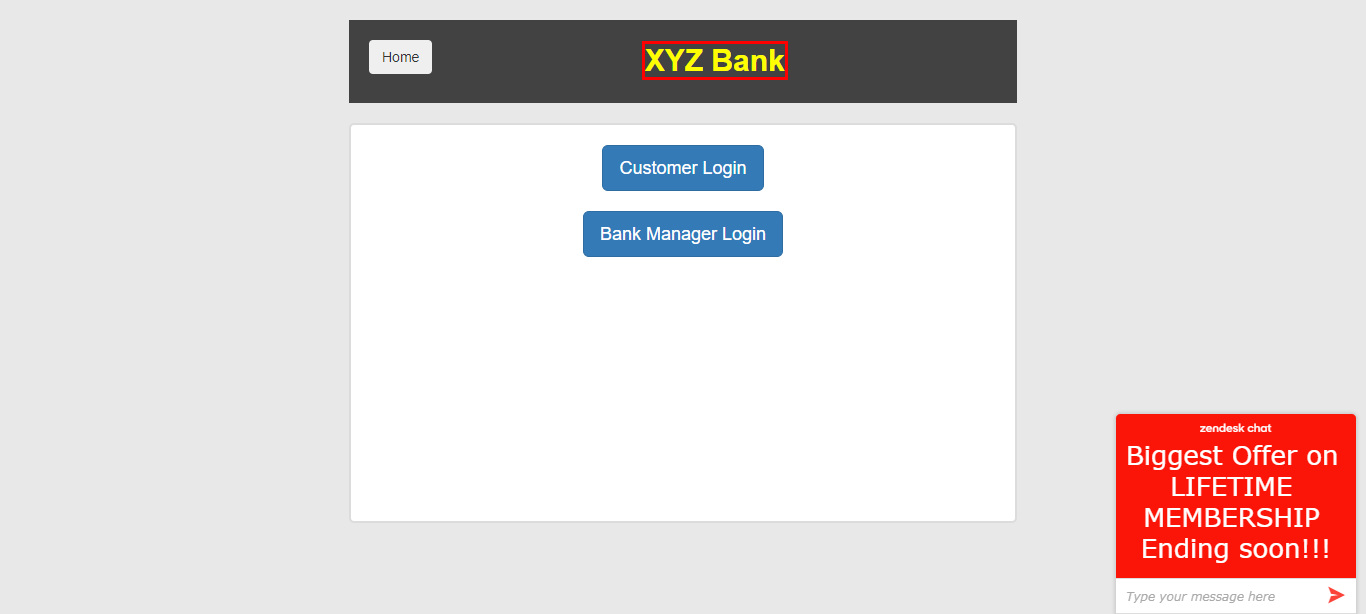 Home
XYZ Bank
Customer Login
Bank Manager Login
zendesk chat
Biggest Offer on
LIFETIME
MEMBERSHIP
Ending soon!!!
Type your message here